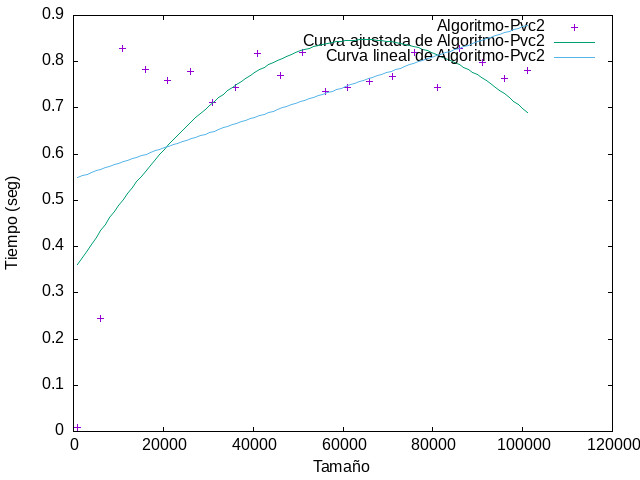 Algoritmo-Pvc2
Curva ajustada de Algoritmo-Pvc2
Curva lineal de Algoritmo-Pvc2
0.9
0.8
0.7
0.6
0.5
0.4
0.3
0.2
0.1
0
Tiempo (seg)
0 20000 40000 60000 80000 100000 120000
Tamaño